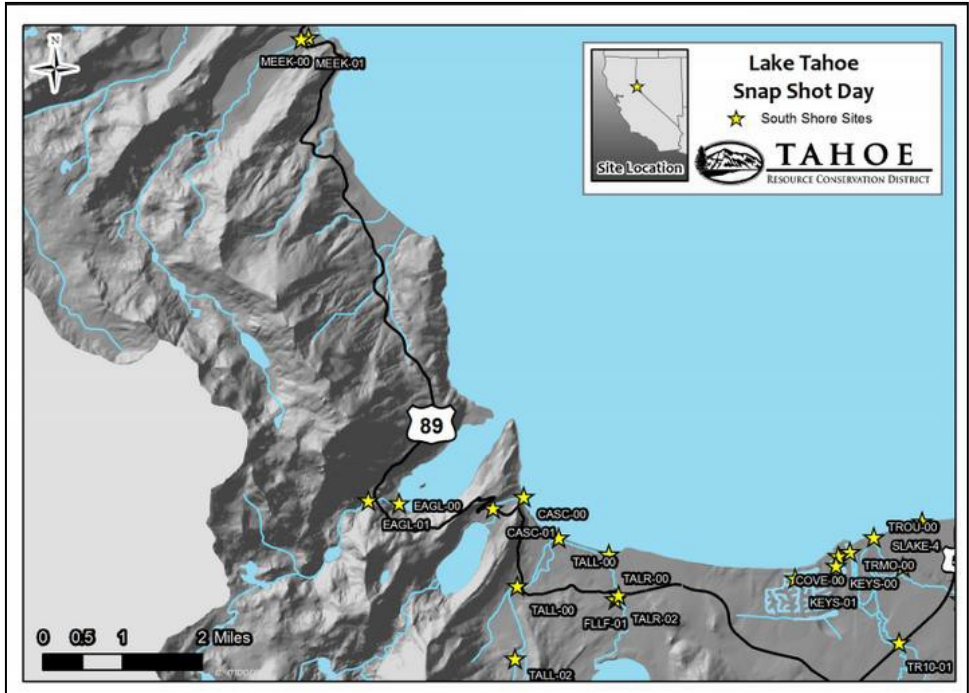 N
MEEK-00
MEEK-01
Lake Tahoe
Snap Shot Day
South Shore Sites
Site Location
TAHOE
RESOURCE CONSERVATION DISTRICT
89
EAGL-00
EAGL-01
CASC-00
CASC-01
TALL-00
TALR-00
TALL-00
FLLF-01
TALR-02
TALL-02
TROU-00
SLAKE-4
TRMO-00
COVE-00
KEYS-00
KEYS-01
5
TR10-01
0 0.5 1 2 Miles